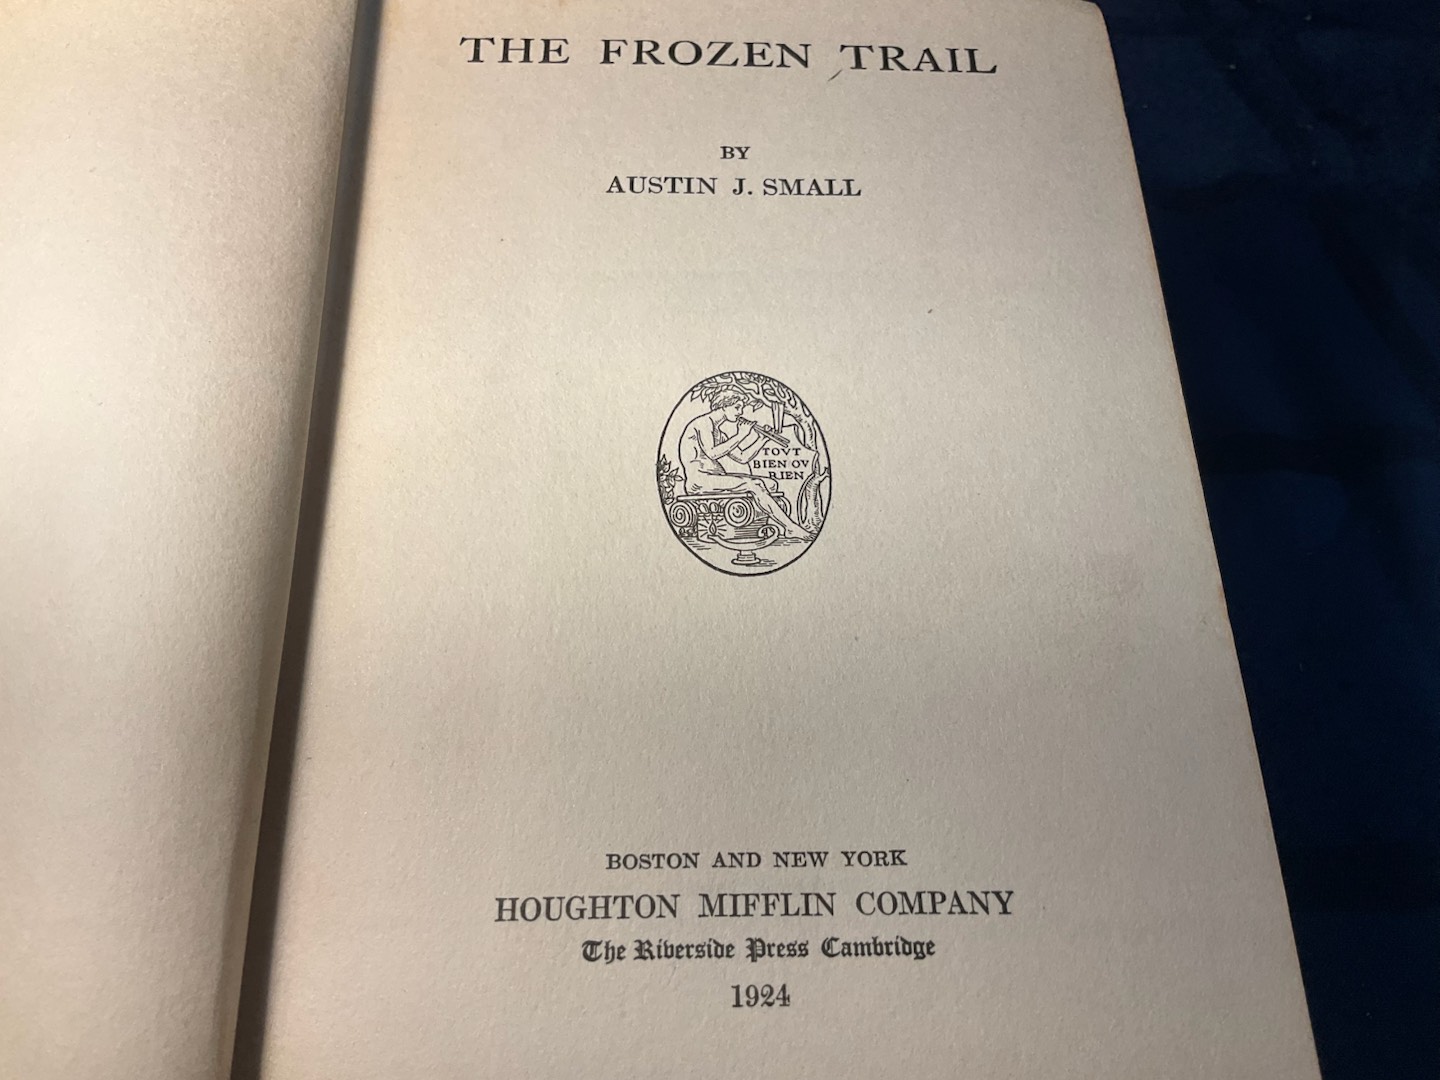 THE FROZEN TRAIL
BY
AUSTIN J. SMALL
TOVT
BIEN OV
RIEN
BOSTON AND NEW YORK
HOUGHTON MIFFLIN COMPANY
The Riverside Press Cambridge
1924